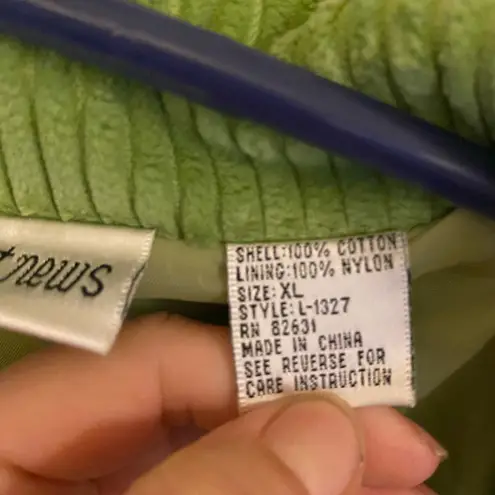 news
SHELL:100% COTTON
LINING:100% NYLON
SIZE:XL
STYLE:L-1327
RN 82631
MADE IN CHINA
SEE REVERSE FOR
CARE INSTRUCTION